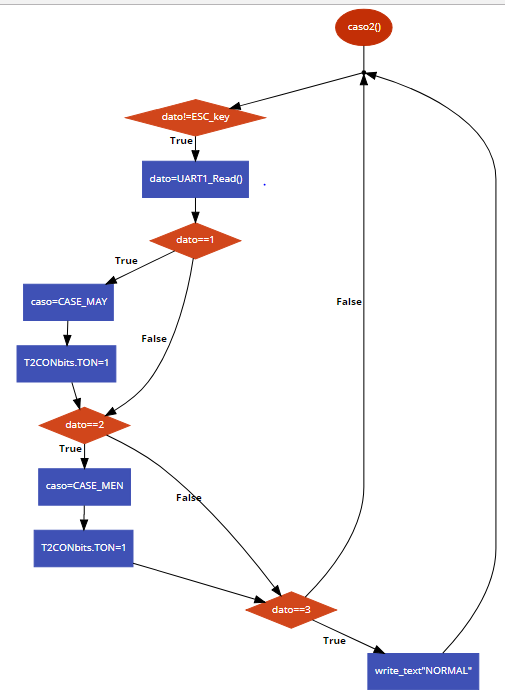 caso2()
dato!=ESC_key
True
dato=UART1_Read()
dato==1
True
caso=CASE_MAY
False
T2CONbits.TON=1
dato==2
True
caso=CASE_MEN
False
T2CONbits.TON=1
dato==3
False
True
write_text"NORMAL"